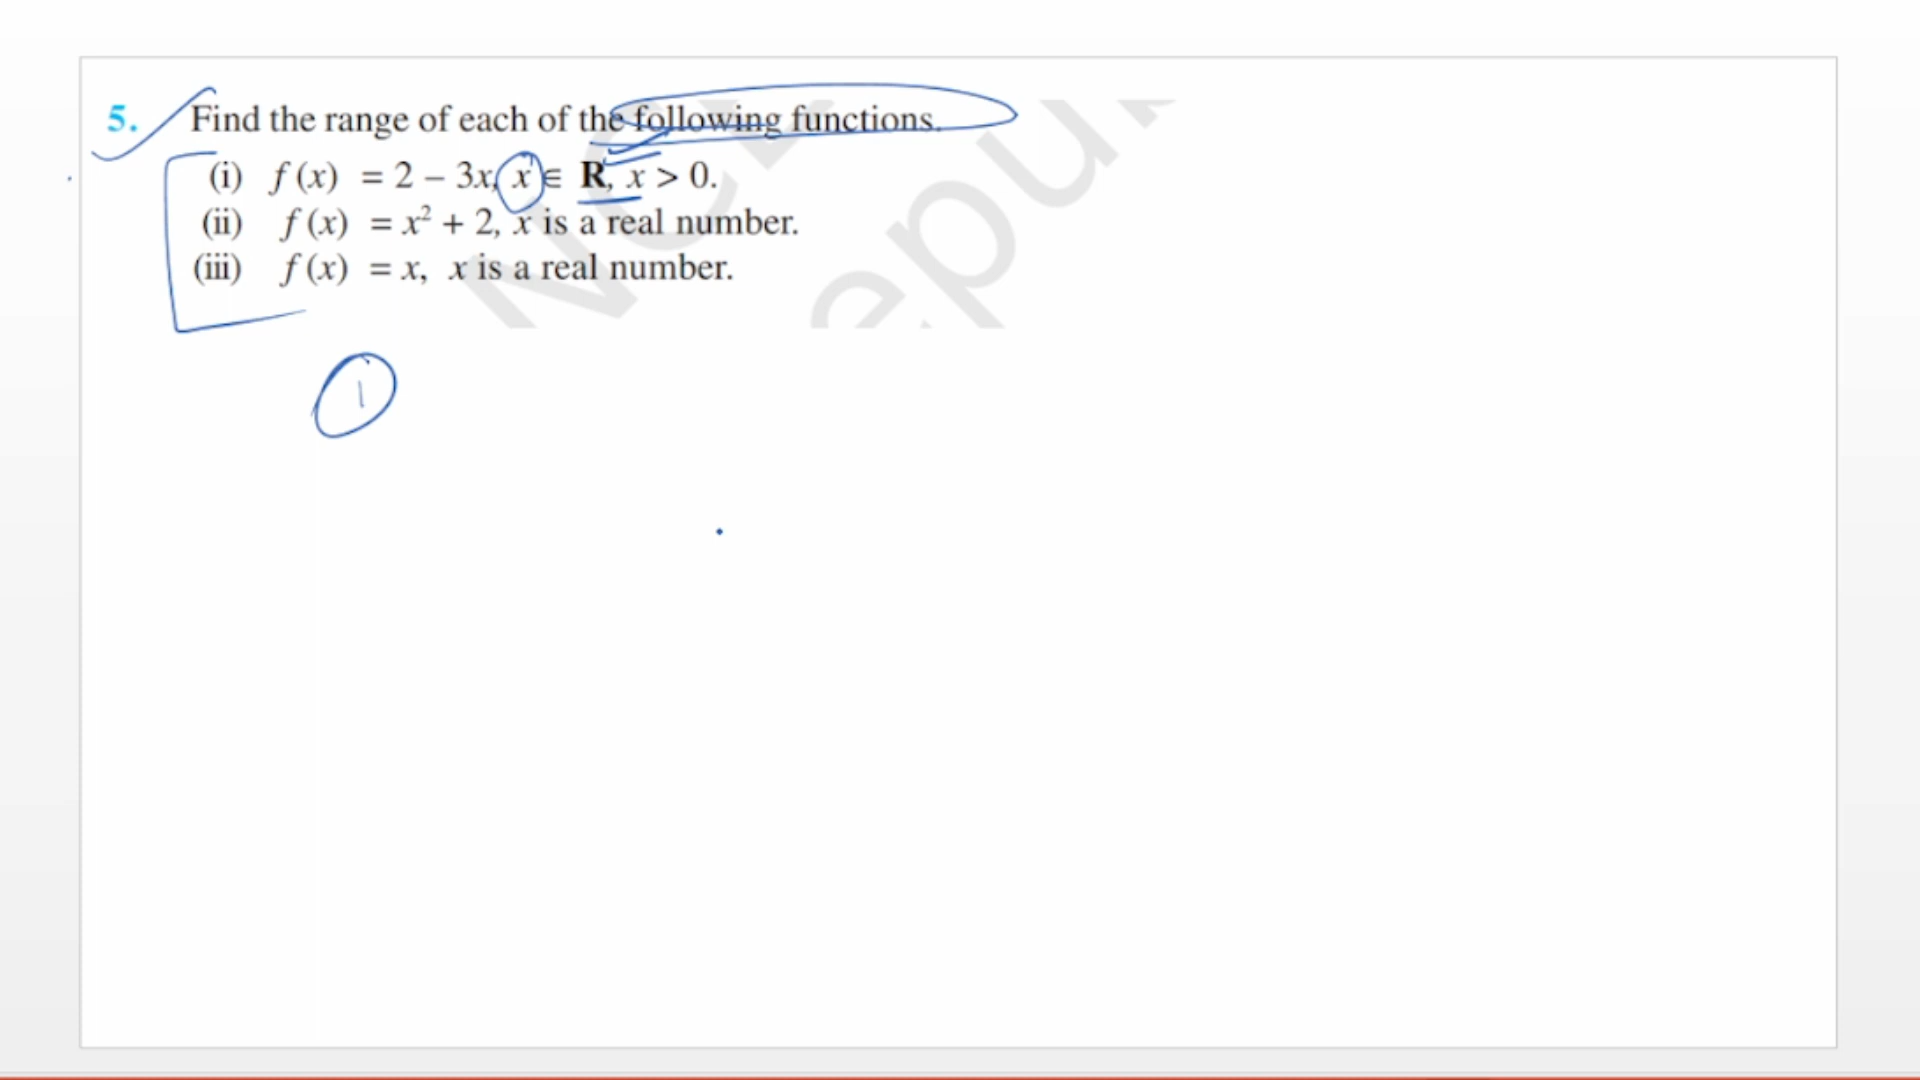 5. Find the range of each of the following functions.
(i) f (x) = 2 – 3x, x ∈ R, x > 0.
(ii) f (x) = x² + 2, x is a real number.
(iii) f (x) = x, x is a real number.
1